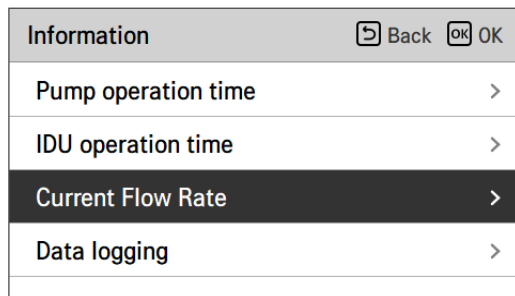 Information Back OK OK
Pump operation time
IDU operation time
Current Flow Rate
Data logging